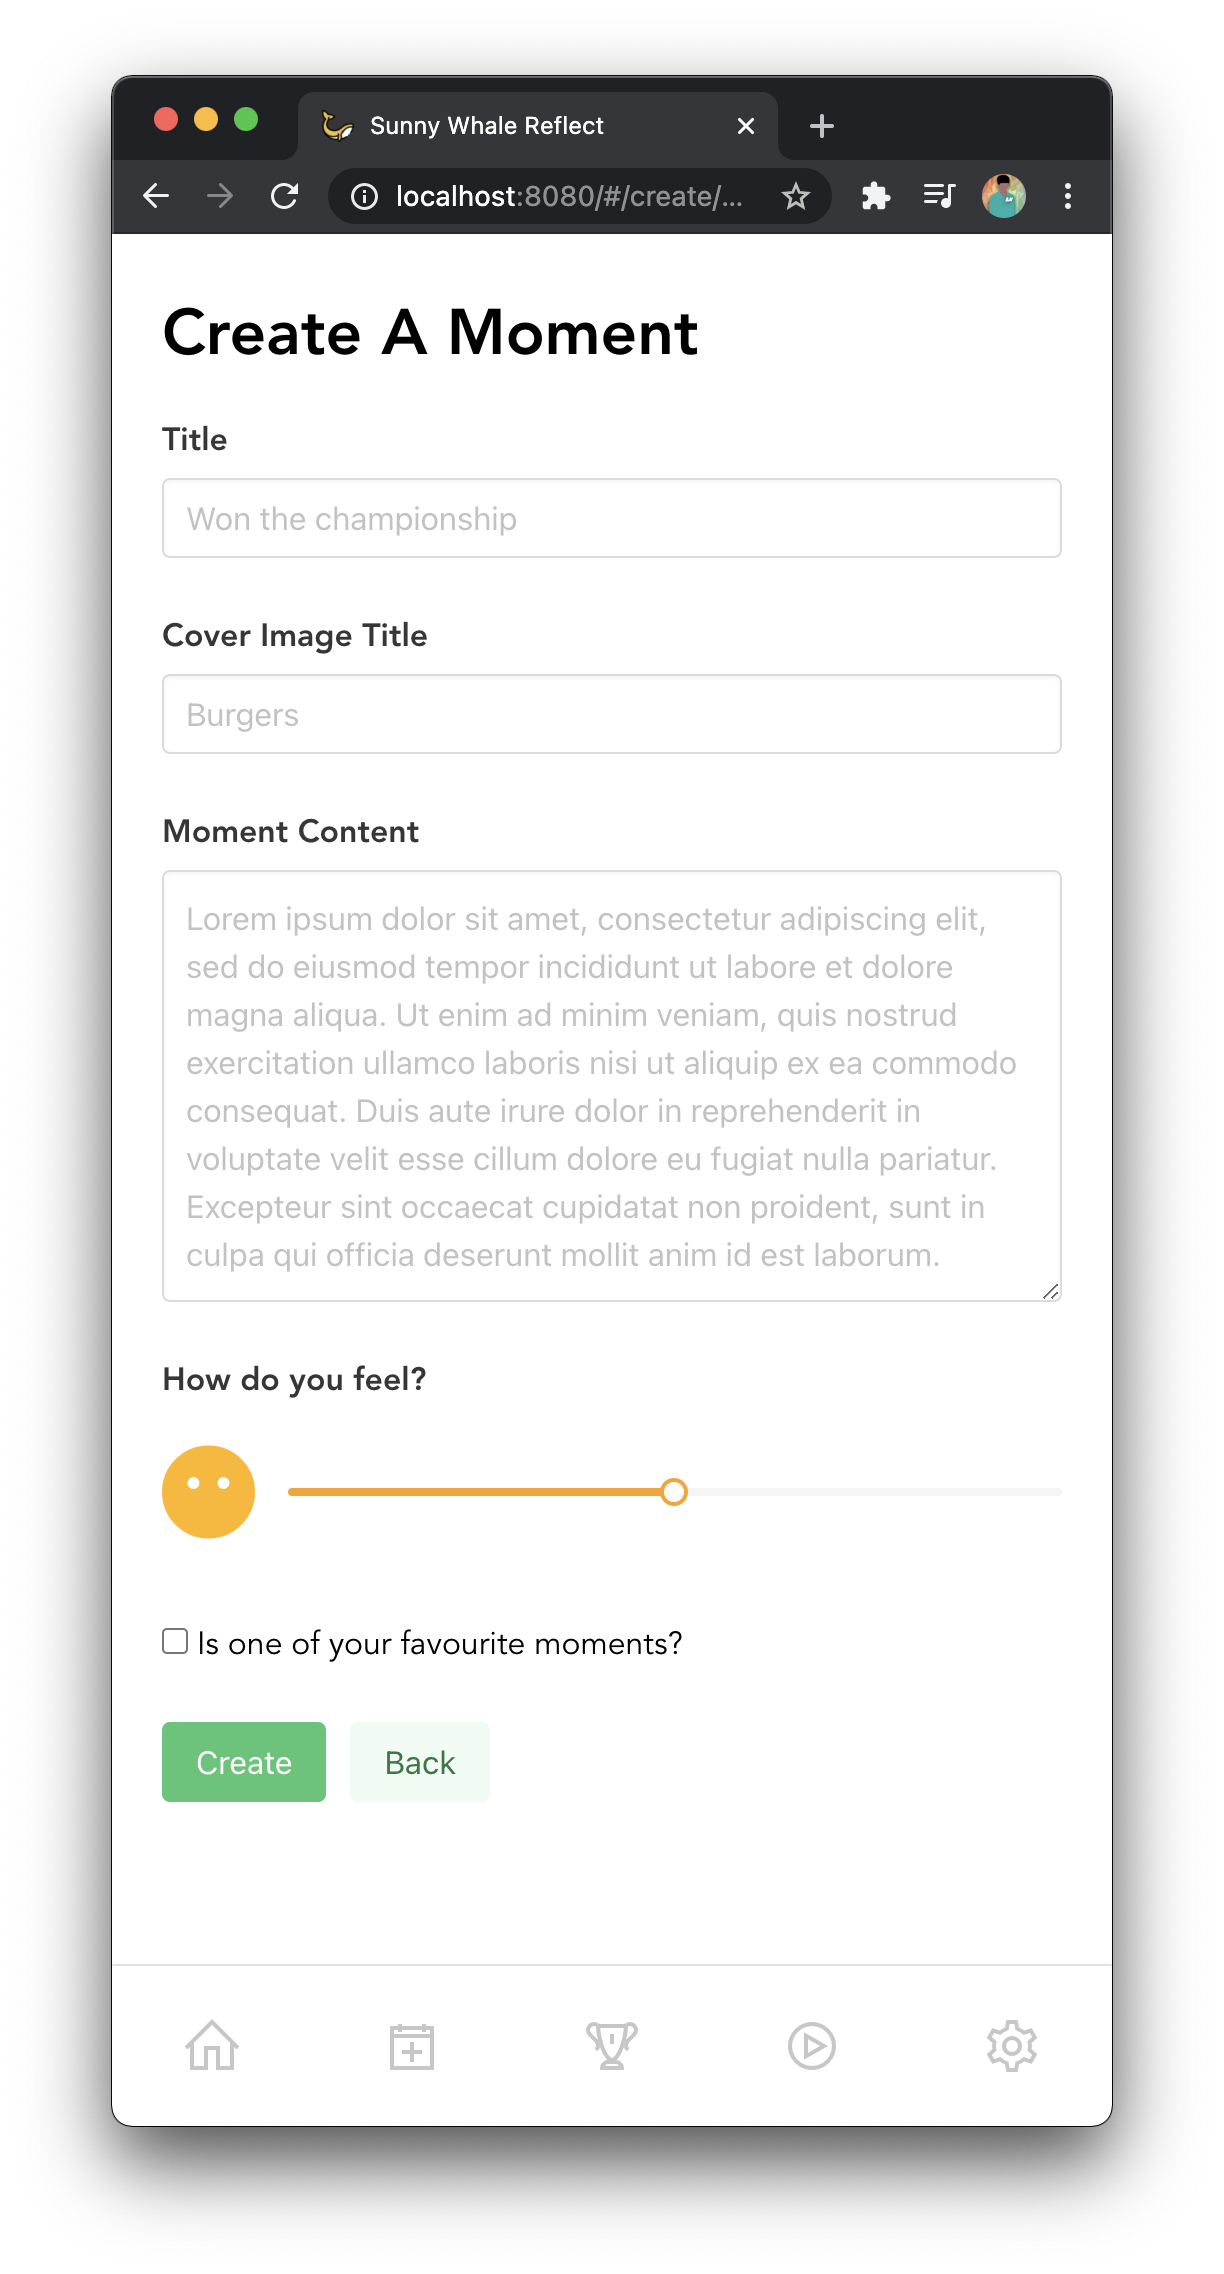 Sunny Whale Reflect
localhost:8080/#/create/...
Create A Moment
Title
Won the championship
Cover Image Title
Burgers
Moment Content
Lorem ipsum dolor sit amet, consectetur adipiscing elit,
sed do eiusmod tempor incididunt ut labore et dolore
magna aliqua. Ut enim ad minim veniam, quis nostrud
exercitation ullamco laboris nisi ut aliquip ex ea commodo
consequat. Duis aute irure dolor in reprehenderit in
voluptate velit esse cillum dolore eu fugiat nulla pariatur.
Excepteur sint occaecat cupidatat non proident, sunt in
culpa qui officia deserunt mollit anim id est laborum.
How do you feel?
Is one of your favourite moments?
Create
Back